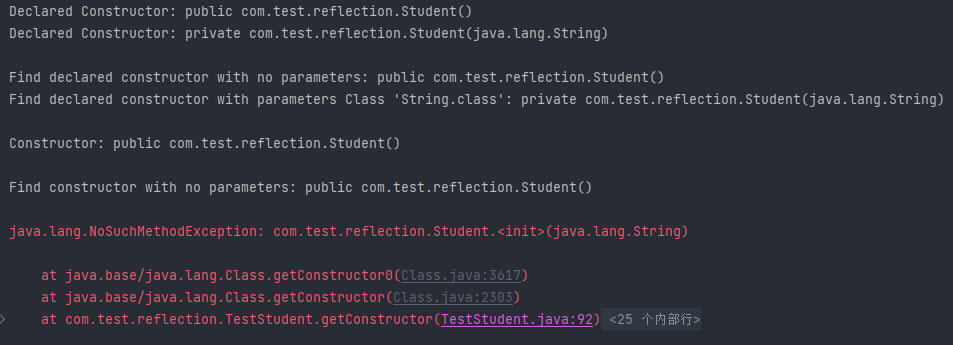 Declared Constructor: public com.test.reflection.Student()
Declared Constructor: private com.test.reflection.Student(java.lang.String)
Find declared constructor with no parameters: public com.test.reflection.Student()
Find declared constructor with parameters Class 'String.class': private com.test.reflection.Student(java.lang.String)
Constructor: public com.test.reflection.Student()
Find constructor with no parameters: public com.test.reflection.Student()
java.lang.NoSuchMethodException: com.test.reflection.Student.<init>(java.lang.String)
at java.base/java.lang.Class.getConstructor0(Class.java:3617)
at java.base/java.lang.Class.getConstructor(Class.java:2303)
at com.test.reflection.TestStudent.getConstructor(TestStudent.java:92) <25 个内部行>